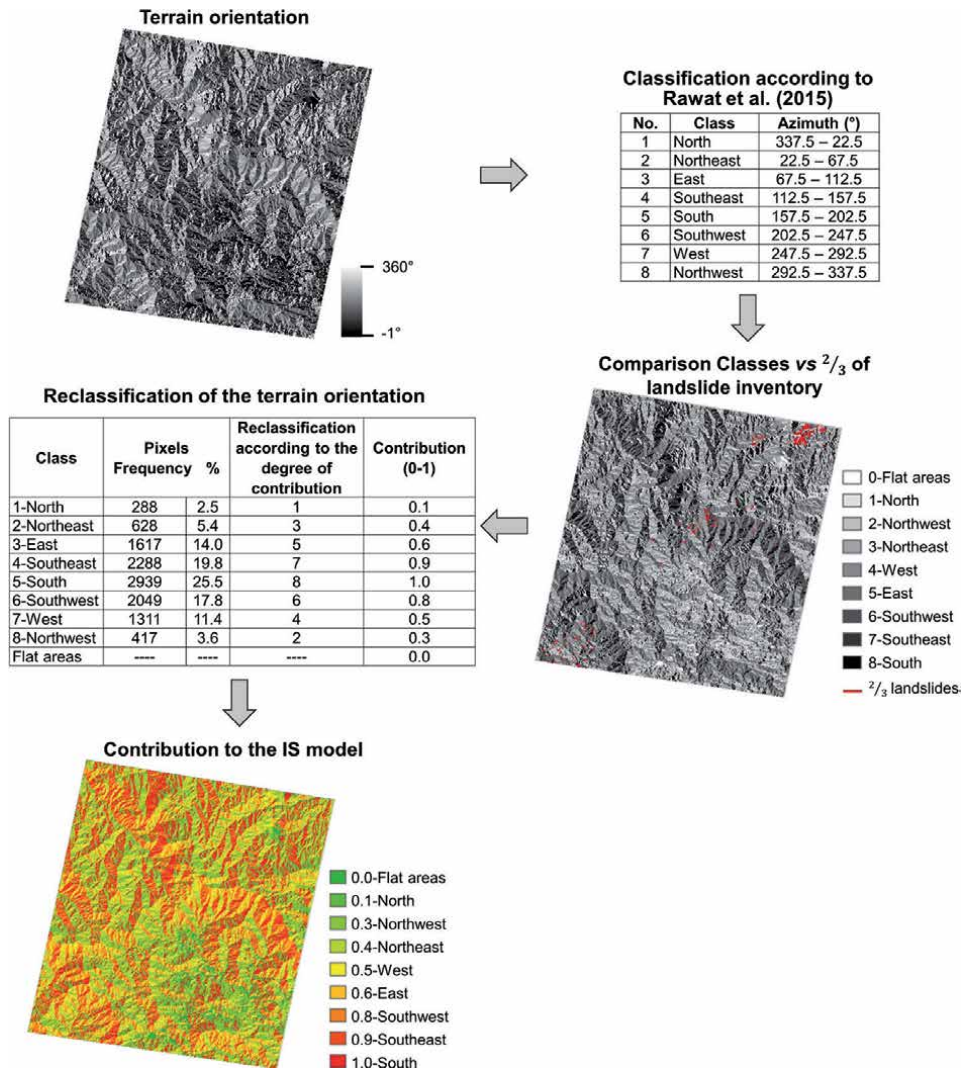 Terrain orientation
360°
-1°
Classification according to
Rawat et al. (2015)
No. Class Azimuth (°)
1 North 337.5 – 22.5
2 Northeast 22.5 – 67.5
3 East 67.5 – 112.5
4 Southeast 112.5 – 157.5
5 South 157.5 – 202.5
6 Southwest 202.5 – 247.5
7 West 247.5 – 292.5
8 Northwest 292.5 – 337.5
Comparison Classes vs 2/3 of
landslide inventory
0-Flat areas
1-North
2-Northwest
3-Northeast
4-West
5-East
6-Southwest
7-Southeast
8-South
2/3 landslides
Reclassification of the terrain orientation
Class Pixels Frequency % Reclassification according to the degree of contribution Contribution (0-1)
1-North 288 2.5 1 0.1
2-Northeast 628 5.4 3 0.4
3-East 1617 14.0 5 0.6
4-Southeast 2288 19.8 7 0.9
5-South 2939 25.5 8 1.0
6-Southwest 2049 17.8 6 0.8
7-West 1311 11.4 4 0.5
8-Northwest 417 3.6 2 0.3
Flat areas ---- ---- ---- 0.0
Contribution to the IS model
0.0-Flat areas
0.1-North
0.3-Northwest
0.4-Northeast
0.5-West
0.6-East
0.8-Southwest
0.9-Southeast
1.0-South